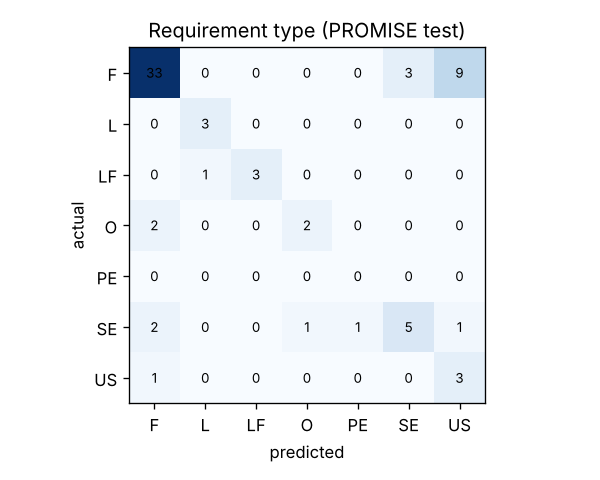 Requirement type (PROMISE test)
F 33 0 0 0 0 3 9
L 0 3 0 0 0 0 0
LF 0 1 3 0 0 0 0
actual
O 2 0 0 2 0 0 0
PE 0 0 0 0 0 0 0
SE 2 0 0 1 1 5 1
US 1 0 0 0 0 0 3
F L LF O PE SE US
predicted